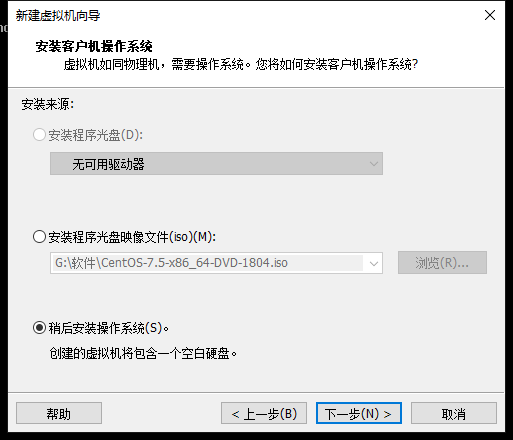 新建虚拟机向导
安装客户机操作系统
虚拟机如同物理机，需要操作系统。您将如何安装客户机操作系统?
安装来源:
安装程序光盘(D):
无可用驱动器
安装程序光盘映像文件(iso)(M):
G:\软件\CentOS-7.5-x86_64-DVD-1804.iso
浏览(R)...
稍后安装操作系统(S)。
创建的虚拟机将包含一个空白硬盘。
帮助
< 上一步(B)
下一步(N) >
取消